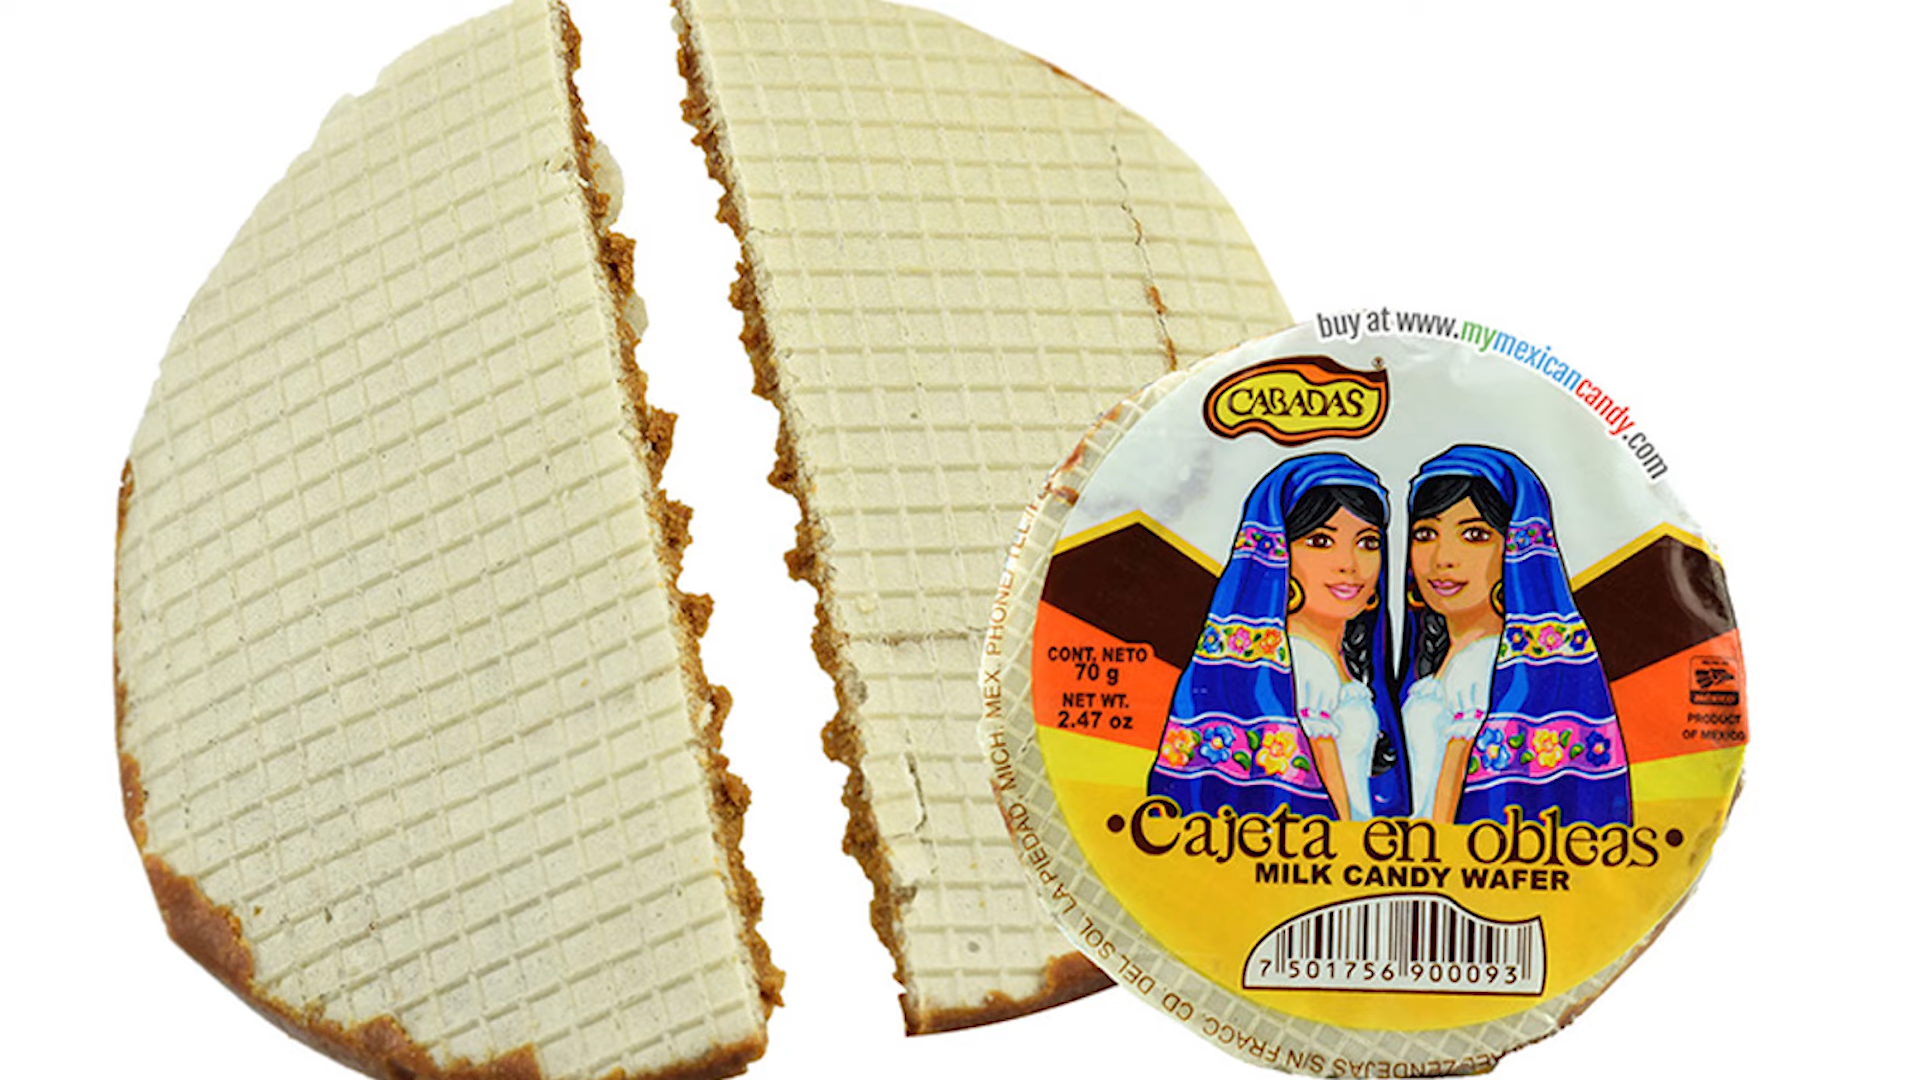 buy at www.mymexicancandy.com
CABADAS
CONT. NETO
70 g
NET WT.
2.47 oz
PRODUCT
OF MEXICO
•Cajeta en obleas•
MILK CANDY WAFER
7 501756 900093
ZENDEJAS S/N FRACC. CD. DEL SOL, LA PIEDAD, MICH. MEX. PHONE